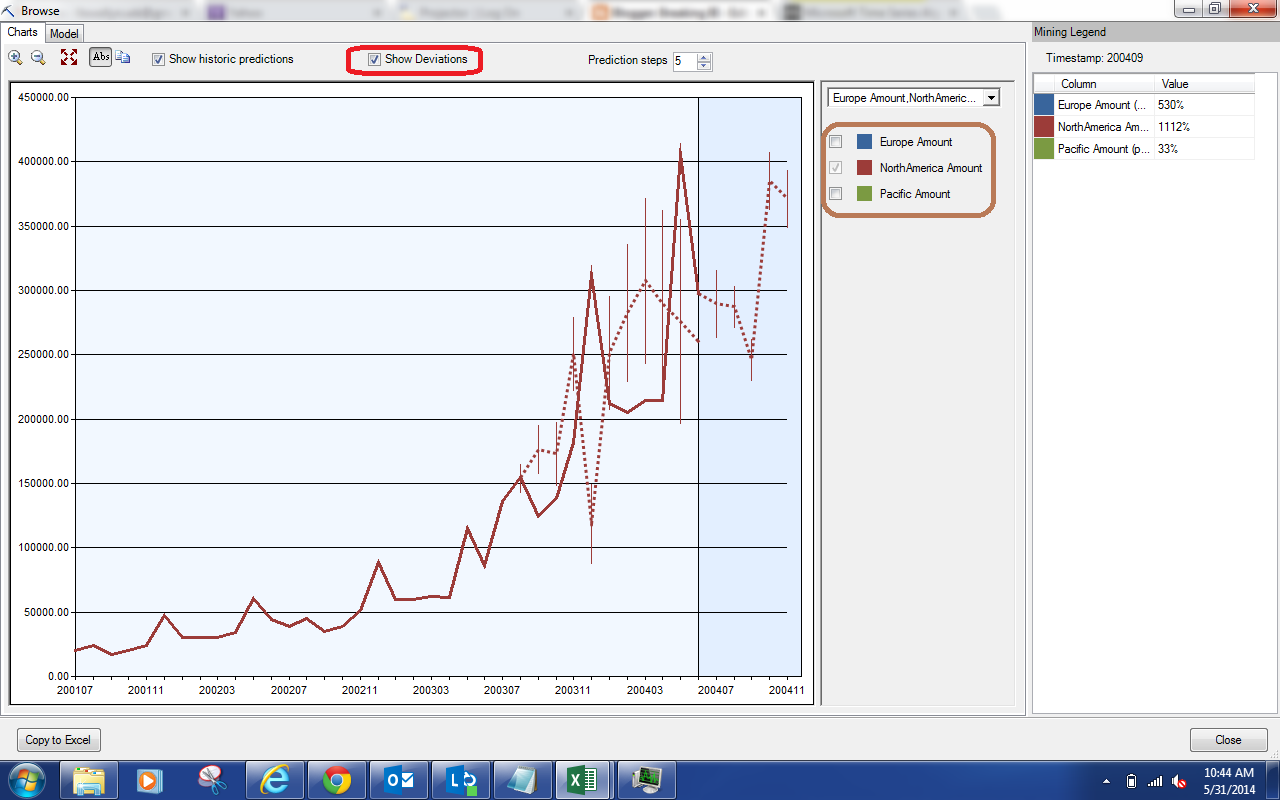 Browse
Charts
Model
Mining Legend
Abs
Show historic predictions
Show Deviations
Prediction steps
5
Timestamp: 200409
Column Value
Europe Amount (... 530%
NorthAmerica Am... 1112%
Pacific Amount (p... 33%
Europe Amount,NorthAmeric...
Europe Amount
NorthAmerica Amount
Pacific Amount
450000.00
400000.00
350000.00
300000.00
250000.00
200000.00
150000.00
100000.00
50000.00
0.00
200107 200111 200203 200207 200211 200303 200307 200311 200403 200407 200411
Copy to Excel
Close
10:44 AM
5/31/2014